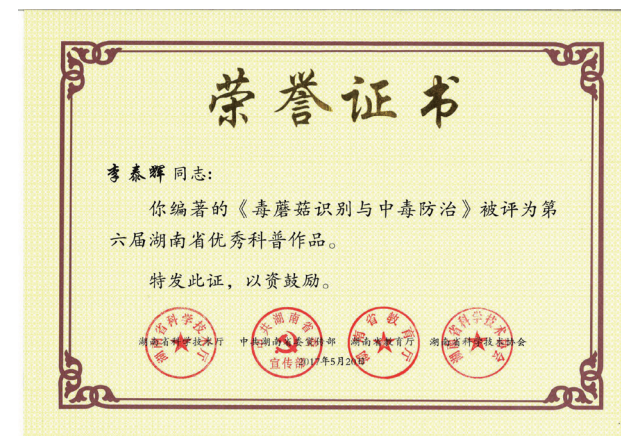 荣誉证书
李泰辉同志:
你编著的《毒蘑菇识别与中毒防治》被评为第
六届湖南省优秀科普作品。
特发此证，以资鼓励。
湖南省科学技术厅 中共湖南省委宣传部 湖南省教育厅 湖南省科学技术协会
2017年5月26日